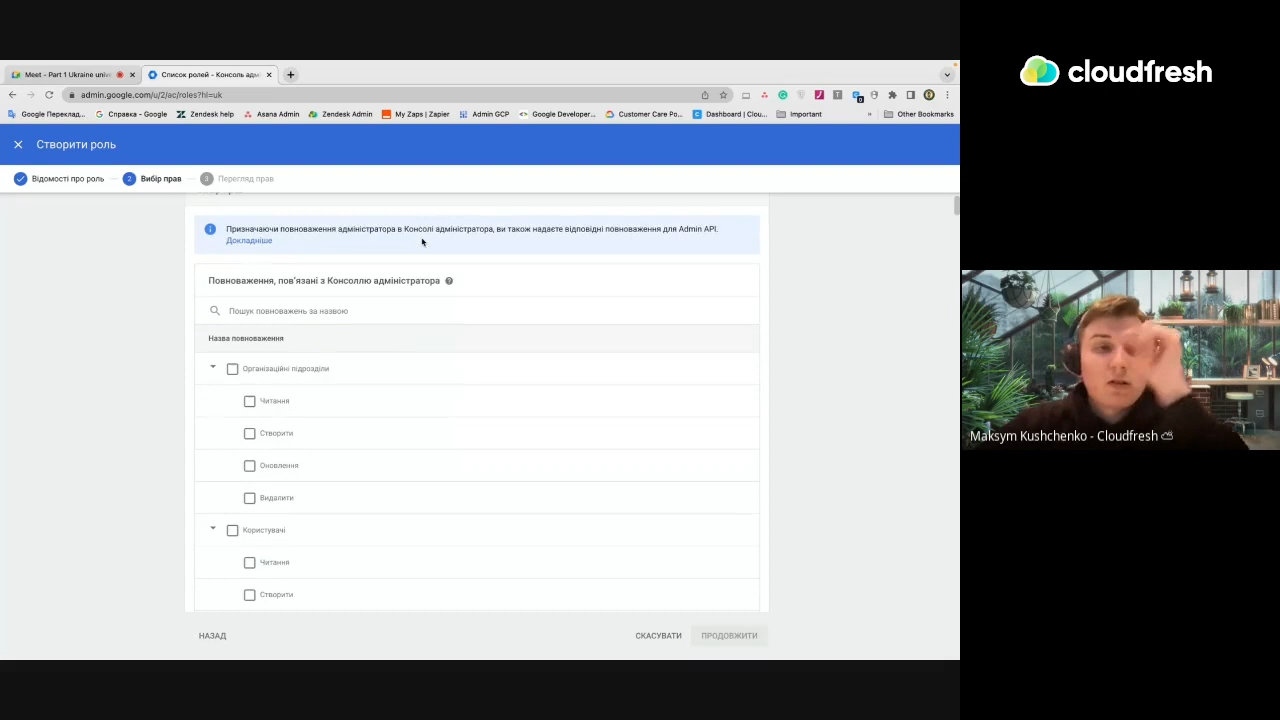 cloudfresh
Meet - Part 1 Ukraine unive
Список ролей - Консоль адмі
admin.google.com/u/2/ac/roles?hl=uk
Google Переклад...
Справка - Google
Zendesk help
Asana Admin
Zendesk Admin
My Zaps | Zapier
Admin GCP
Google Developer...
Customer Care Po...
Dashboard | Clou...
Important
»
Other Bookmarks
Створити роль
Відомості про роль
2 Вибір прав
3 Перегляд прав
Призначаючи повноваження адміністратора в Консолі адміністратора, ви також надаєте відповідні повноваження для Admin API.
Докладніше
Повноваження, пов'язані з Консоллю адміністратора
Пошук повноважень за назвою
Назва повноваження
Організаційні підрозділи
Читання
Створити
Оновлення
Видалити
Користувачі
Читання
Створити
НАЗАД
СКАСУВАТИ
ПРОДОВЖИТИ
Maksym Kushchenko - Cloudfresh